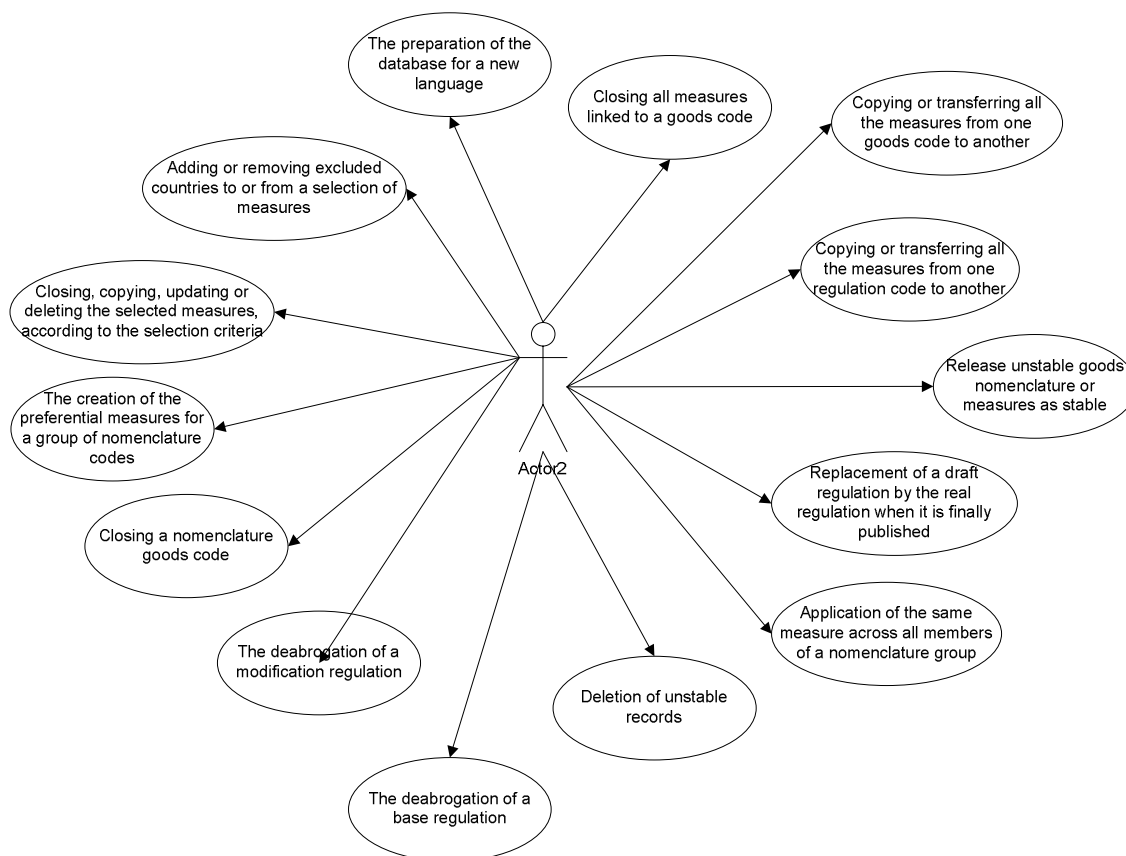 The preparation of the
database for a new
language
Closing all measures
linked to a goods code
Copying or transferring all
the measures from one
goods code to another
Adding or removing excluded
countries to or from a selection of
measures
Copying or transferring all
the measures from one
regulation code to another
Closing, copying, updating or
deleting the selected measures,
according to the selection criteria
Release unstable goods
nomenclature or
measures as stable
The creation of the
preferential measures for
a group of nomenclature
codes
Actor2
Replacement of a draft
regulation by the real
regulation when it is finally
published
Closing a nomenclature
goods code
Application of the same
measure across all members
of a nomenclature group
The deabrogation of a
modification regulation
Deletion of unstable
records
The deabrogation of a
base regulation